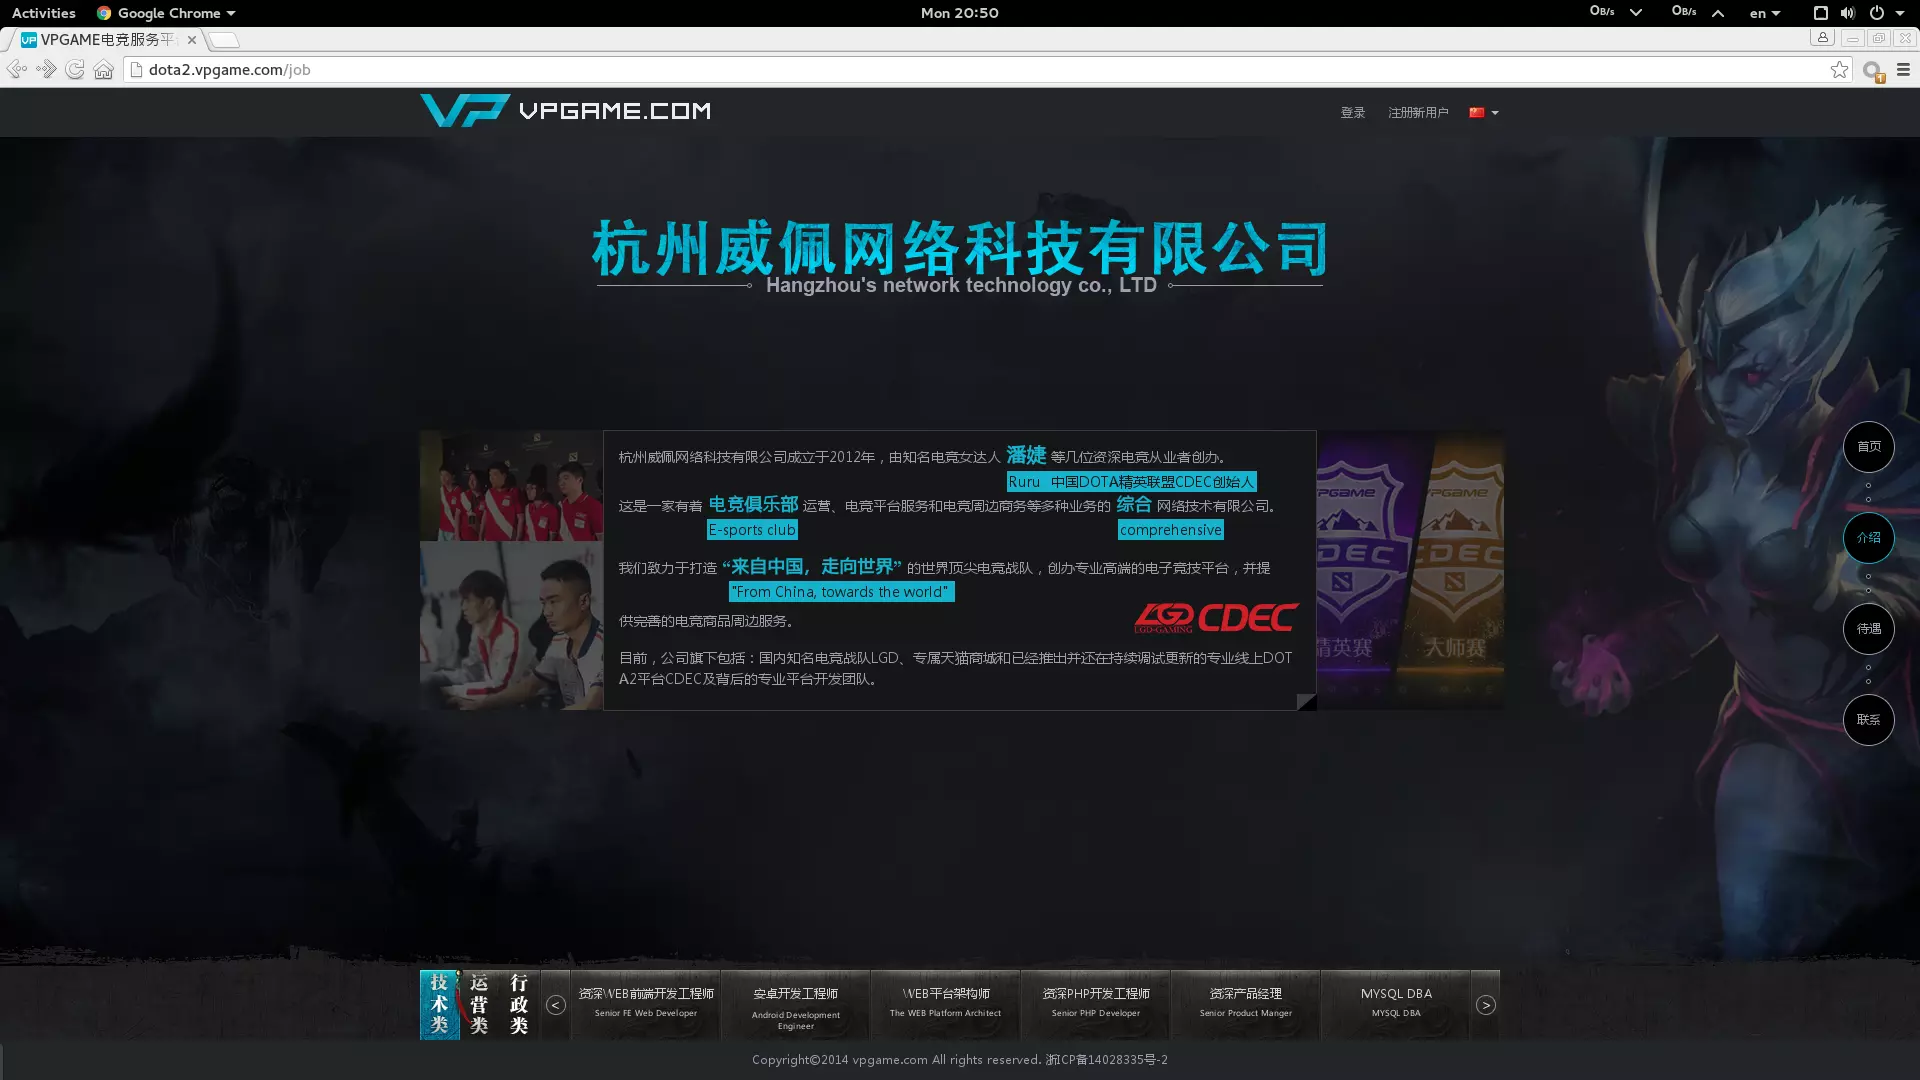 Activities
Google Chrome
Mon 20:50
0B/s
0B/s
en
VPGAME电竞服务平
dota2.vpgame.com/job
VP VPGAME.COM
登录
注册新用户
杭州威佩网络科技有限公司
Hangzhou's network technology co., LTD
杭州威佩网络科技有限公司成立于2012年，由知名电竞女达人 潘婕 等几位资深电竞从业者创办。
Ruru 中国DOTA精英联盟CDEC创始人
这是一家有着 电竞俱乐部 运营、电竞平台服务和电竞周边商务等多种业务的 综合 网络技术有限公司。
E-sports club
comprehensive
我们致力于打造 “来自中国，走向世界” 的世界顶尖电竞战队，创办专业高端的电子竞技平台，并提
"From China, towards the world"
供完善的电竞商品周边服务。
LGD CDEC
LGD-GAMING
目前，公司旗下包括：国内知名电竞战队LGD、专属天猫商城和已经推出并还在持续调试更新的专业线上DOT
A2平台CDEC及背后的专业平台开发团队。
VPGAME
CDEC
精英赛
VPGAME
CDEC
大师赛
首页
介绍
待遇
联系
技术类
运营类
行政类
<
资深WEB前端开发工程师
Senior FE Web Developer
安卓开发工程师
Android Development
Engineer
WEB平台架构师
The WEB Platform Architect
资深PHP开发工程师
Senior PHP Developer
资深产品经理
Senior Product Manger
MYSQL DBA
MYSQL DBA
>
Copyright©2014 vpgame.com All rights reserved. 浙ICP备14028335号-2